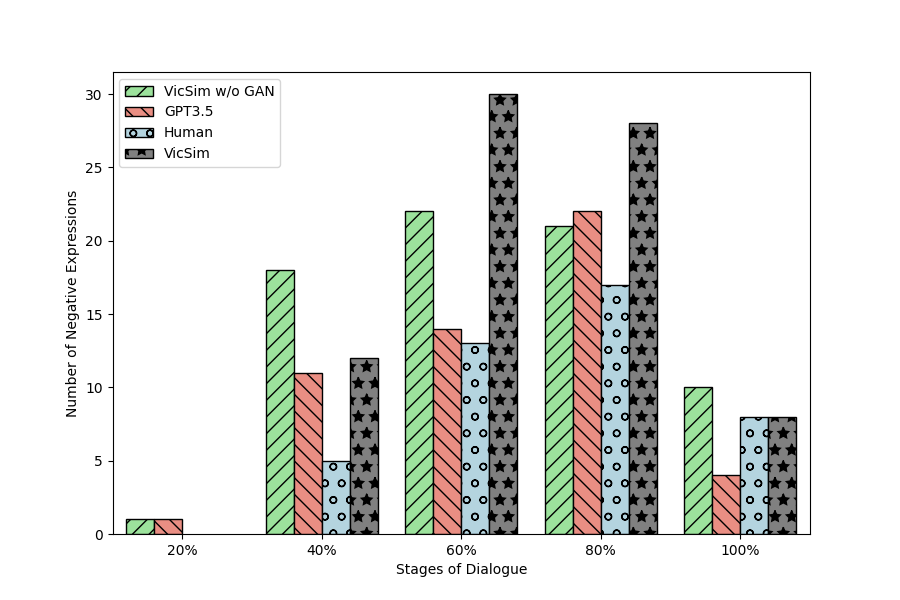 VicSim w/o GAN
GPT3.5
Human
VicSim
30
25
20
15
10
5
0
Number of Negative Expressions
20% 40% 60% 80% 100%
Stages of Dialogue